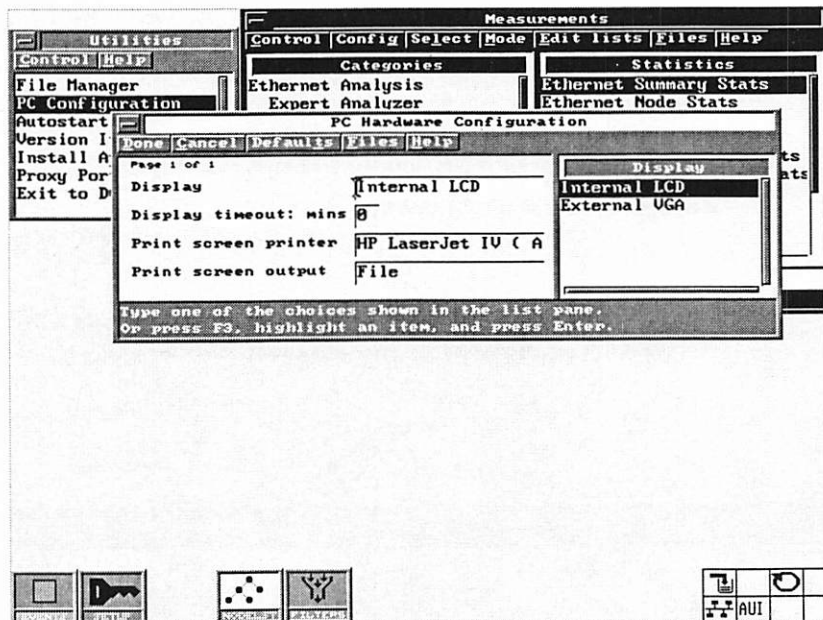 Utilities
Control Help
File Manager
PC Configuration
Autostart
Version I
Install A
Proxy Por
Exit to D
Measurements
Control Config Select Mode Edit lists Files Help
Categories
Ethernet Analysis
Expert Analyzer
Statistics
Ethernet Summary Stats
Ethernet Node Stats
ts
ats
PC Hardware Configuration
Done Cancel Defaults Files Help
Page 1 of 1
Display Internal LCD
Display timeout: mins 0
Print screen printer HP LaserJet IV ( A
Print screen output File
Display
Internal LCD
External VGA
Type one of the choices shown in the list pane.
Or press F3, highlight an item, and press Enter.
EVENTS
SETUP
FILTERS
AUI